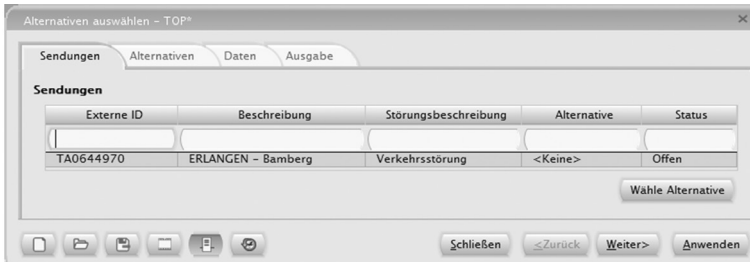 Alternativen auswählen – TOP*
Sendungen Alternativen Daten Ausgabe
Sendungen
Externe ID Beschreibung Störungsbeschreibung Alternative Status
TA0644970 ERLANGEN – Bamberg Verkehrsstörung <Keine> Offen
Wähle Alternative
Schließen <Zurück Weiter> Anwenden